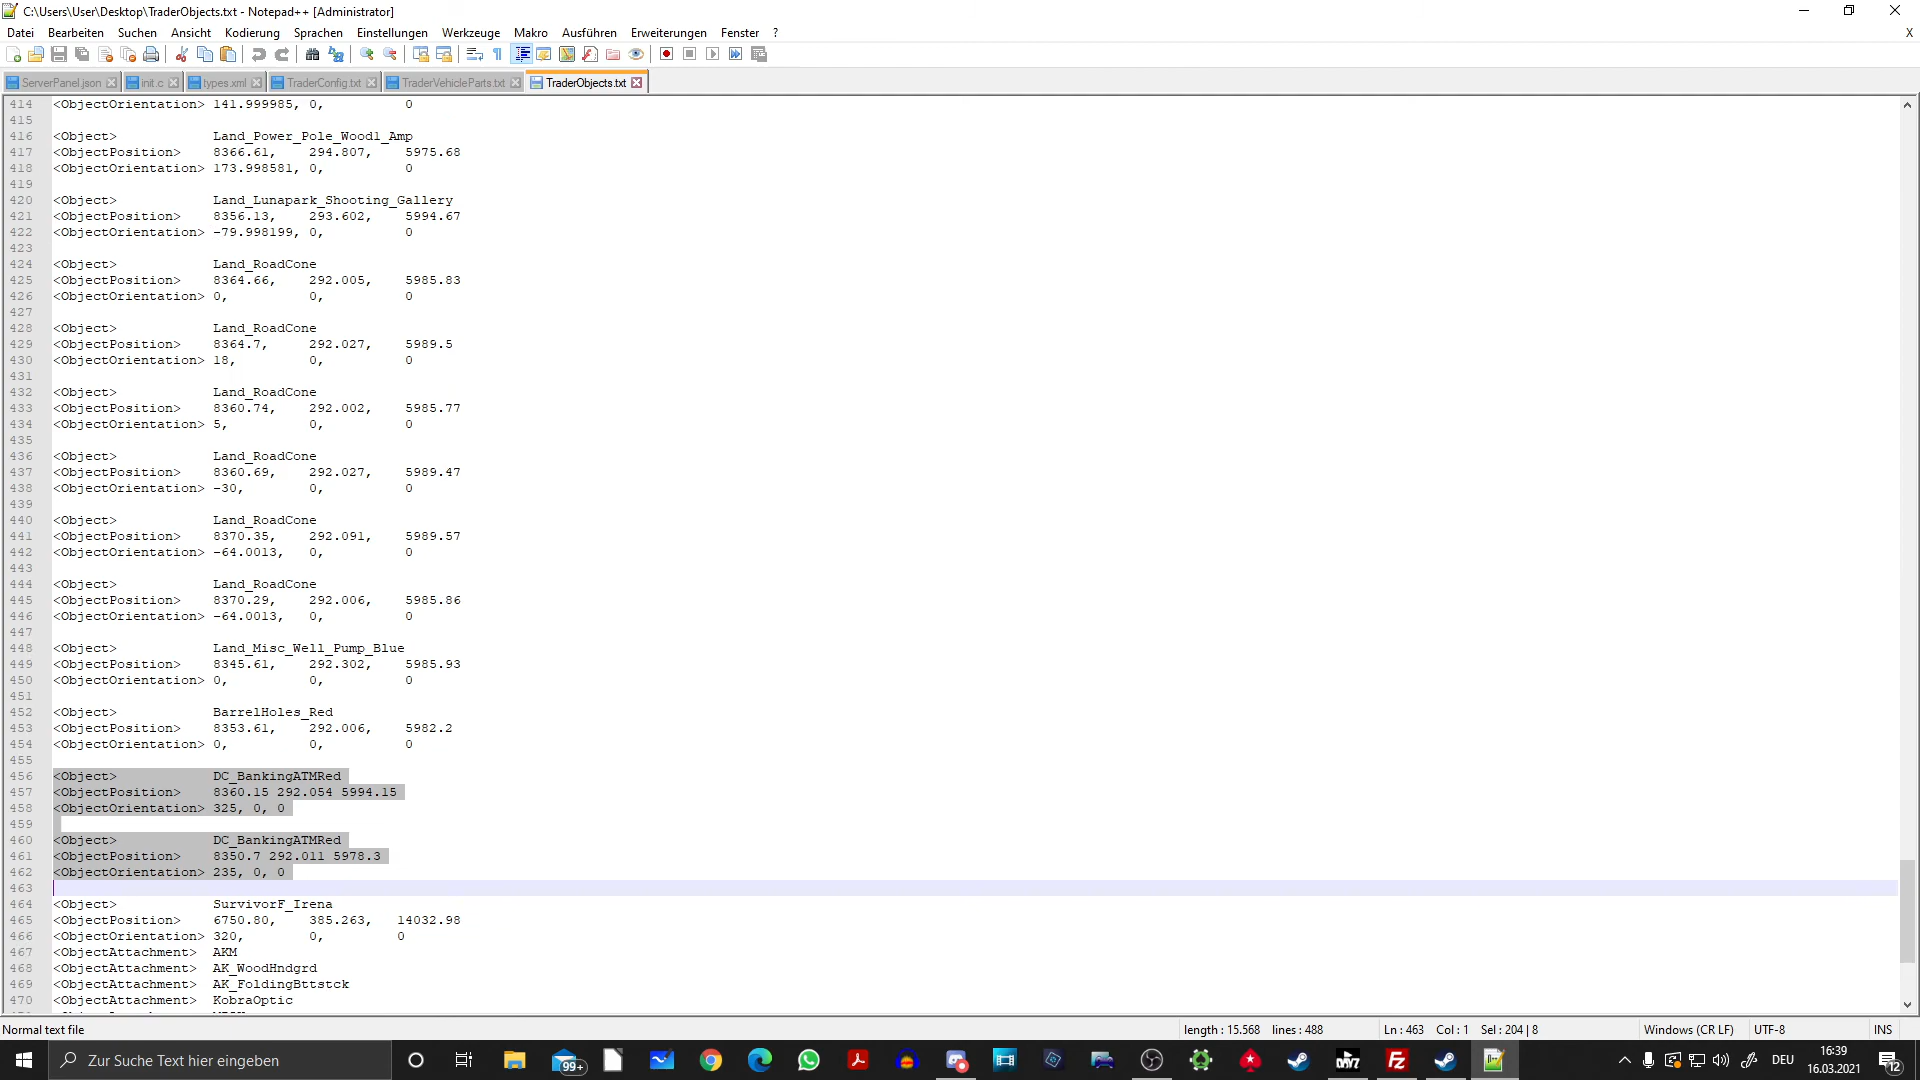 C:\Users\User\Desktop\TraderObjects.txt - Notepad++ [Administrator]
Datei Bearbeiten Suchen Ansicht Kodierung Sprachen Einstellungen Werkzeuge Makro Ausführen Erweiterungen Fenster ? X
ServerPanel.json init.c types.xml TraderConfig.txt TraderVehicleParts.txt TraderObjects.txt
414 <ObjectOrientation> 141.999985, 0, 0
415
416 <Object> Land_Power_Pole_Wood1_Amp
417 <ObjectPosition> 8366.61, 294.807, 5975.68
418 <ObjectOrientation> 173.998581, 0, 0
419
420 <Object> Land_Lunapark_Shooting_Gallery
421 <ObjectPosition> 8356.13, 293.602, 5994.67
422 <ObjectOrientation> -79.998199, 0, 0
423
424 <Object> Land_RoadCone
425 <ObjectPosition> 8364.66, 292.005, 5985.83
426 <ObjectOrientation> 0, 0, 0
427
428 <Object> Land_RoadCone
429 <ObjectPosition> 8364.7, 292.027, 5989.5
430 <ObjectOrientation> 18, 0, 0
431
432 <Object> Land_RoadCone
433 <ObjectPosition> 8360.74, 292.002, 5985.77
434 <ObjectOrientation> 5, 0, 0
435
436 <Object> Land_RoadCone
437 <ObjectPosition> 8360.69, 292.027, 5989.47
438 <ObjectOrientation> -30, 0, 0
439
440 <Object> Land_RoadCone
441 <ObjectPosition> 8370.35, 292.091, 5989.57
442 <ObjectOrientation> -64.0013, 0, 0
443
444 <Object> Land_RoadCone
445 <ObjectPosition> 8370.29, 292.006, 5985.86
446 <ObjectOrientation> -64.0013, 0, 0
447
448 <Object> Land_Misc_Well_Pump_Blue
449 <ObjectPosition> 8345.61, 292.302, 5985.93
450 <ObjectOrientation> 0, 0, 0
451
452 <Object> BarrelHoles_Red
453 <ObjectPosition> 8353.61, 292.006, 5982.2
454 <ObjectOrientation> 0, 0, 0
455
456 <Object> DC_BankingATMRed
457 <ObjectPosition> 8360.15 292.054 5994.15
458 <ObjectOrientation> 325, 0, 0
459
460 <Object> DC_BankingATMRed
461 <ObjectPosition> 8350.7 292.011 5978.3
462 <ObjectOrientation> 235, 0, 0
463
464 <Object> SurvivorF_Irena
465 <ObjectPosition> 6750.80, 385.263, 14032.98
466 <ObjectOrientation> 320, 0, 0
467 <ObjectAttachment> AKM
468 <ObjectAttachment> AK_WoodHndgrd
469 <ObjectAttachment> AK_FoldingBttstck
470 <ObjectAttachment> KobraOptic
Normal text file length : 15.568 lines : 488 Ln : 463 Col : 1 Sel : 204 | 8 Windows (CR LF) UTF-8 INS
Zur Suche Text hier eingeben 99+ DAYZ FZ DEU 16:39 12
16.03.2021